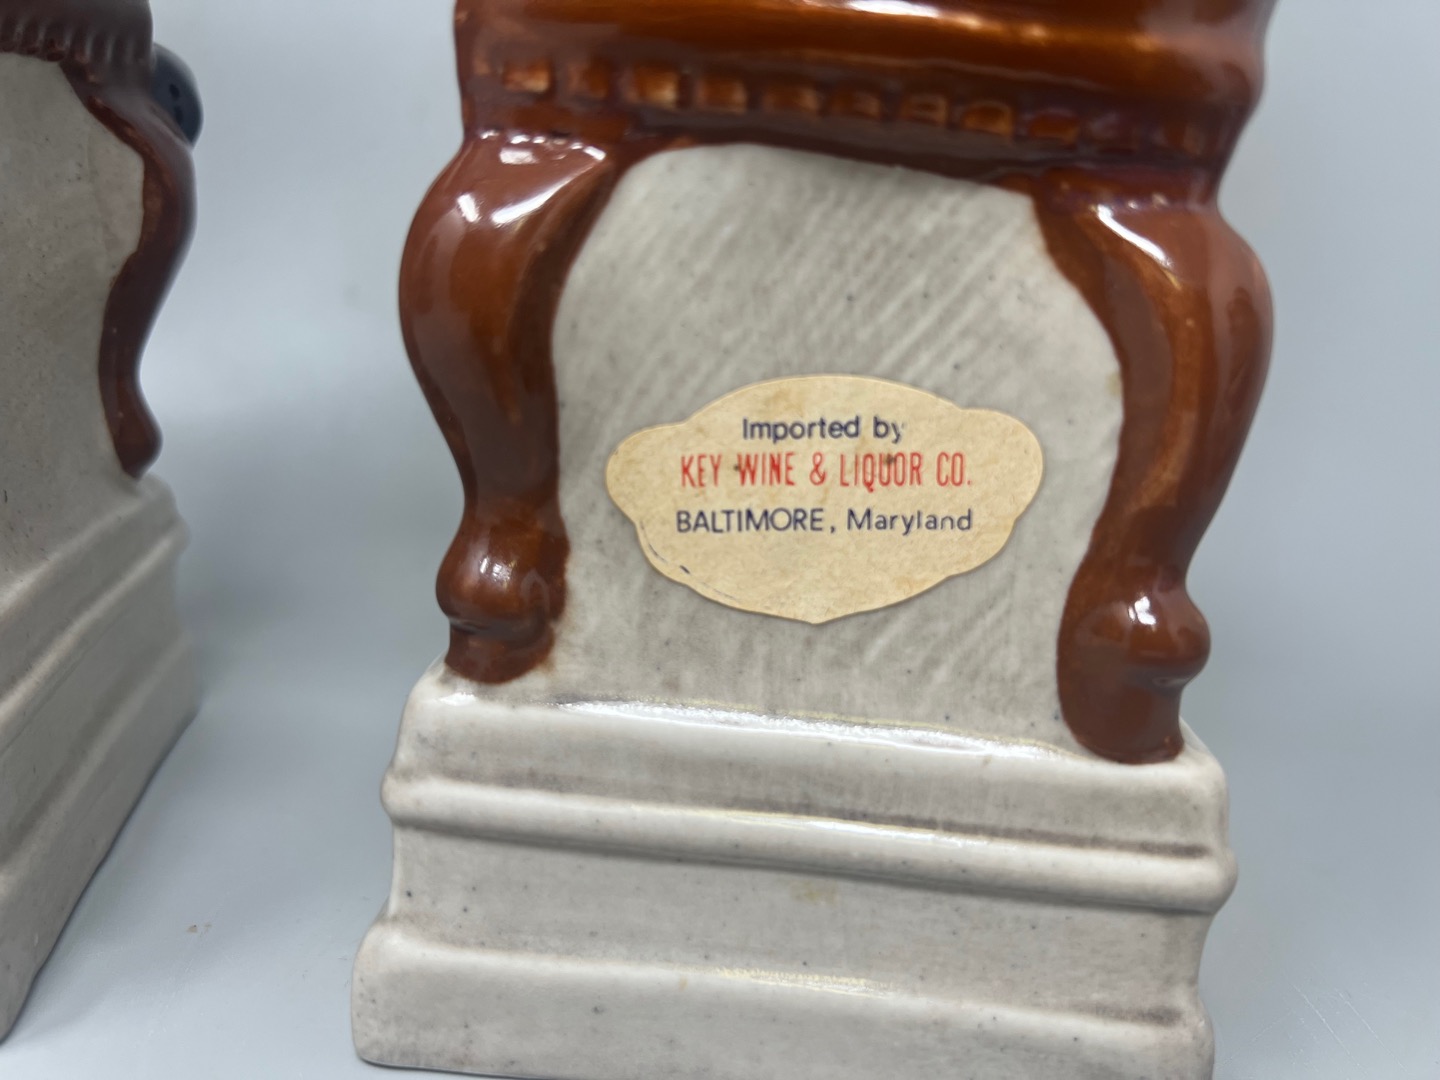 Imported by
KEY WINE & LIQUOR CO.
BALTIMORE, Maryland